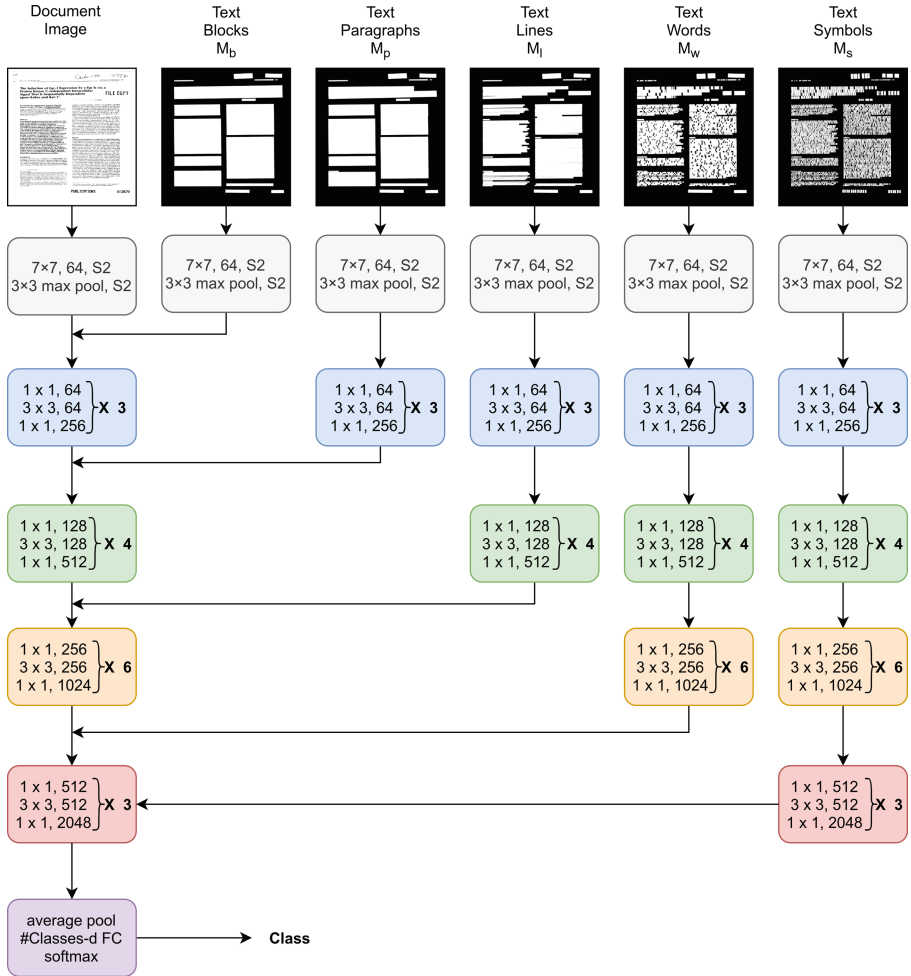 Document
Image
Text
Blocks
M_b
Text
Paragraphs
M_p
Text
Lines
M_l
Text
Words
M_w
Text
Symbols
M_s
FILE COPY
7×7, 64, S2
3×3 max pool, S2
7×7, 64, S2
3×3 max pool, S2
7×7, 64, S2
3×3 max pool, S2
7×7, 64, S2
3×3 max pool, S2
7×7, 64, S2
3×3 max pool, S2
7×7, 64, S2
3×3 max pool, S2
1 x 1, 64
3 x 3, 64 X 3
1 x 1, 256
1 x 1, 64
3 x 3, 64 X 3
1 x 1, 256
1 x 1, 64
3 x 3, 64 X 3
1 x 1, 256
1 x 1, 64
3 x 3, 64 X 3
1 x 1, 256
1 x 1, 64
3 x 3, 64 X 3
1 x 1, 256
1 x 1, 128
3 x 3, 128 X 4
1 x 1, 512
1 x 1, 128
3 x 3, 128 X 4
1 x 1, 512
1 x 1, 128
3 x 3, 128 X 4
1 x 1, 512
1 x 1, 128
3 x 3, 128 X 4
1 x 1, 512
1 x 1, 256
3 x 3, 256 X 6
1 x 1, 1024
1 x 1, 256
3 x 3, 256 X 6
1 x 1, 1024
1 x 1, 256
3 x 3, 256 X 6
1 x 1, 1024
1 x 1, 512
3 x 3, 512 X 3
1 x 1, 2048
1 x 1, 512
3 x 3, 512 X 3
1 x 1, 2048
average pool
#Classes-d FC
softmax
Class